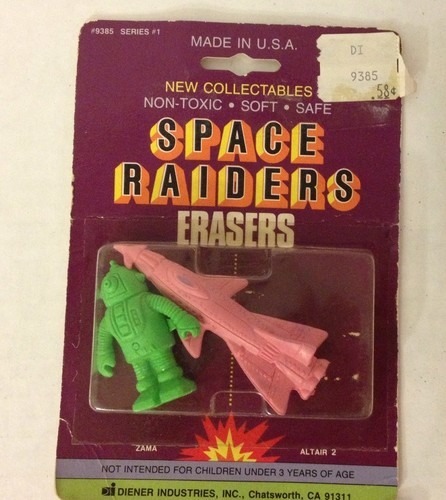 #9385 SERIES #1
MADE IN U.S.A.
DI
9385
.58¢
NEW COLLECTABLES
NON-TOXIC • SOFT • SAFE
SPACE
RAIDERS
ERASERS
ZAMA
ALTAIR 2
NOT INTENDED FOR CHILDREN UNDER 3 YEARS OF AGE
Di DIENER INDUSTRIES, INC., Chatsworth, CA 91311